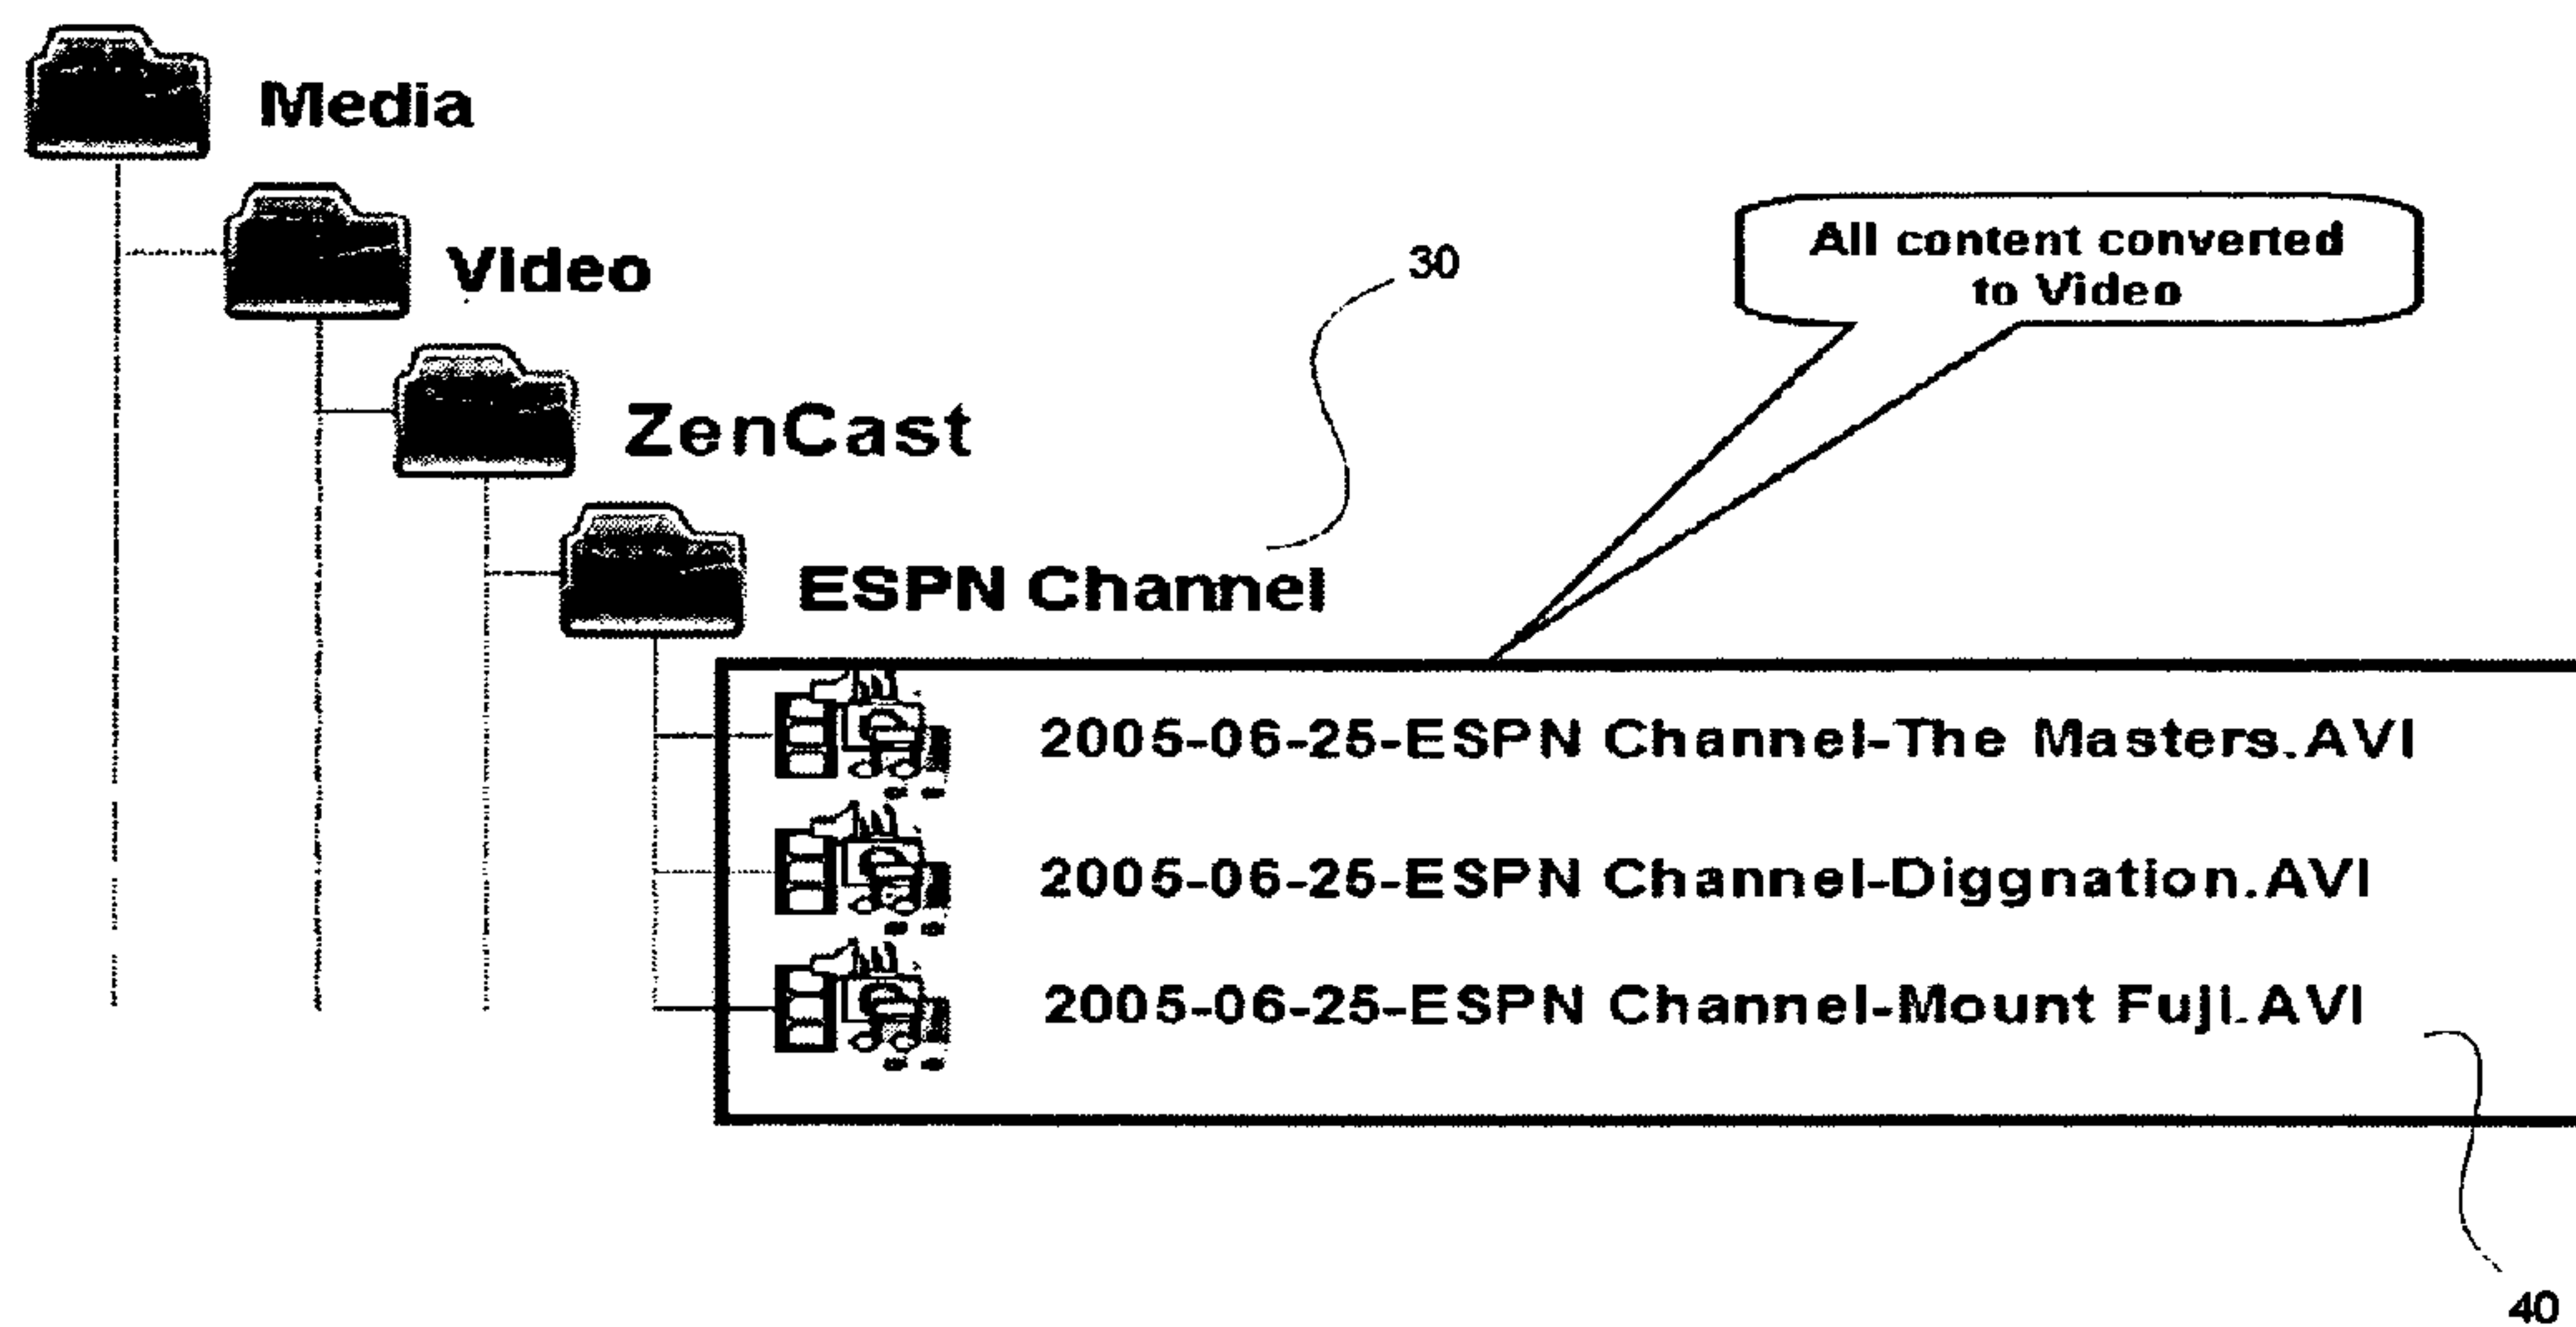 Media
Video
30
All content converted
to Video
ZenCast
ESPN Channel
2005-06-25-ESPN Channel-The Masters.AVI
2005-06-25-ESPN Channel-Diggnation.AVI
2005-06-25-ESPN Channel-Mount Fuji.AVI
40